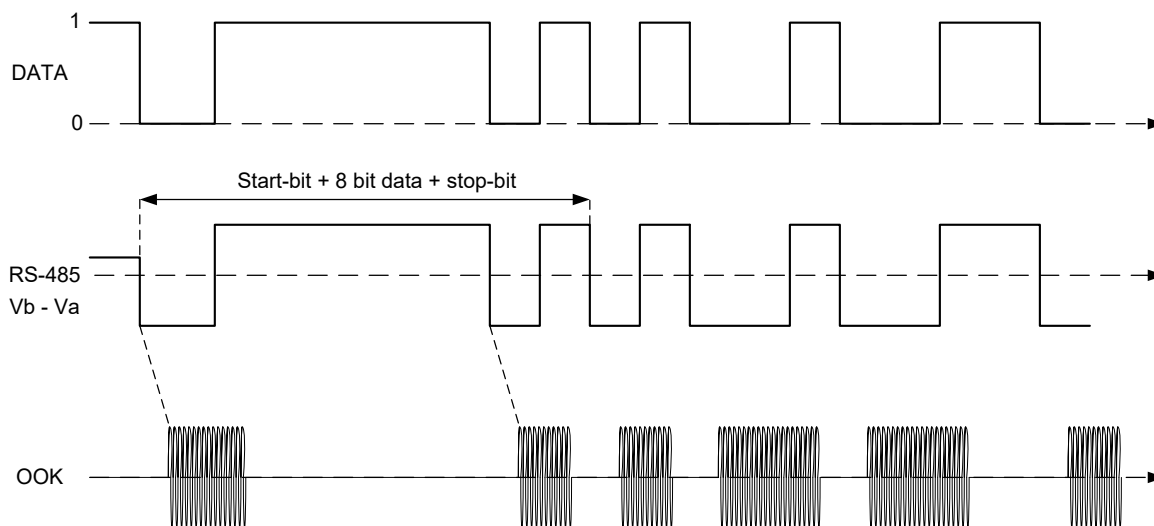 1
DATA
0
Start-bit + 8 bit data + stop-bit
RS-485
Vb - Va
OOK